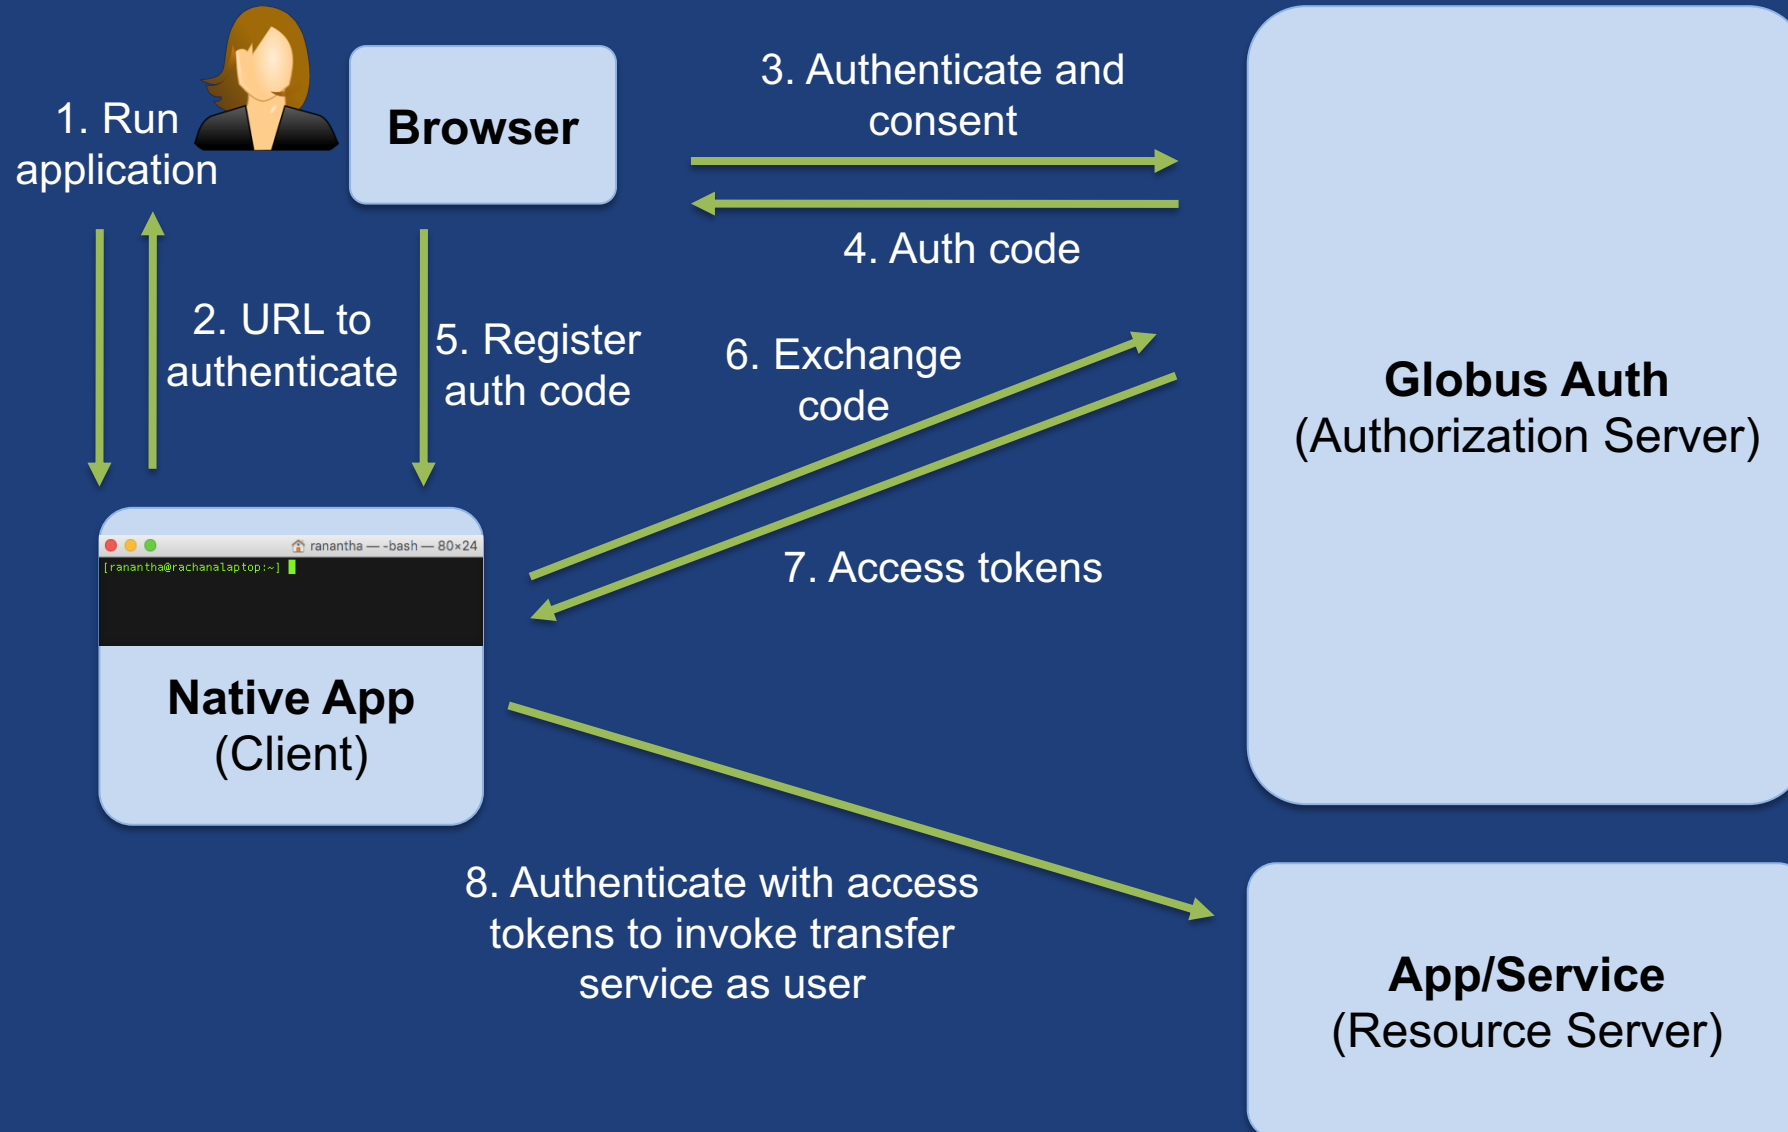 1. Run
application
Browser
3. Authenticate and
consent
4. Auth code
2. URL to
authenticate
5. Register
auth code
6. Exchange
code
Globus Auth
(Authorization Server)
ranantha — -bash — 80×24
[ranantha@rachanalaptop:~]
7. Access tokens
Native App
(Client)
8. Authenticate with access
tokens to invoke transfer
service as user
App/Service
(Resource Server)